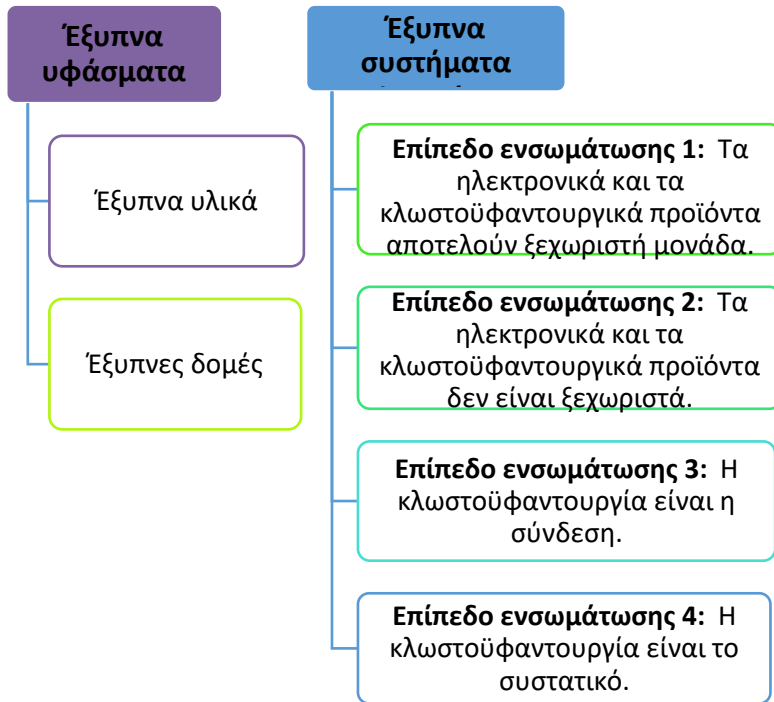 Έξυπνα
υφάσματα
Έξυπνα υλικά
Έξυπνες δομές
Έξυπνα
συστήματα
Επίπεδο ενσωμάτωσης 1: Τα
ηλεκτρονικά και τα
κλωστοϋφαντουργικά προϊόντα
αποτελούν ξεχωριστή μονάδα.
Επίπεδο ενσωμάτωσης 2: Τα
ηλεκτρονικά και τα
κλωστοϋφαντουργικά προϊόντα
δεν είναι ξεχωριστά.
Επίπεδο ενσωμάτωσης 3: Η
κλωστοϋφαντουργία είναι η
σύνδεση.
Επίπεδο ενσωμάτωσης 4: Η
κλωστοϋφαντουργία είναι το
συστατικό.